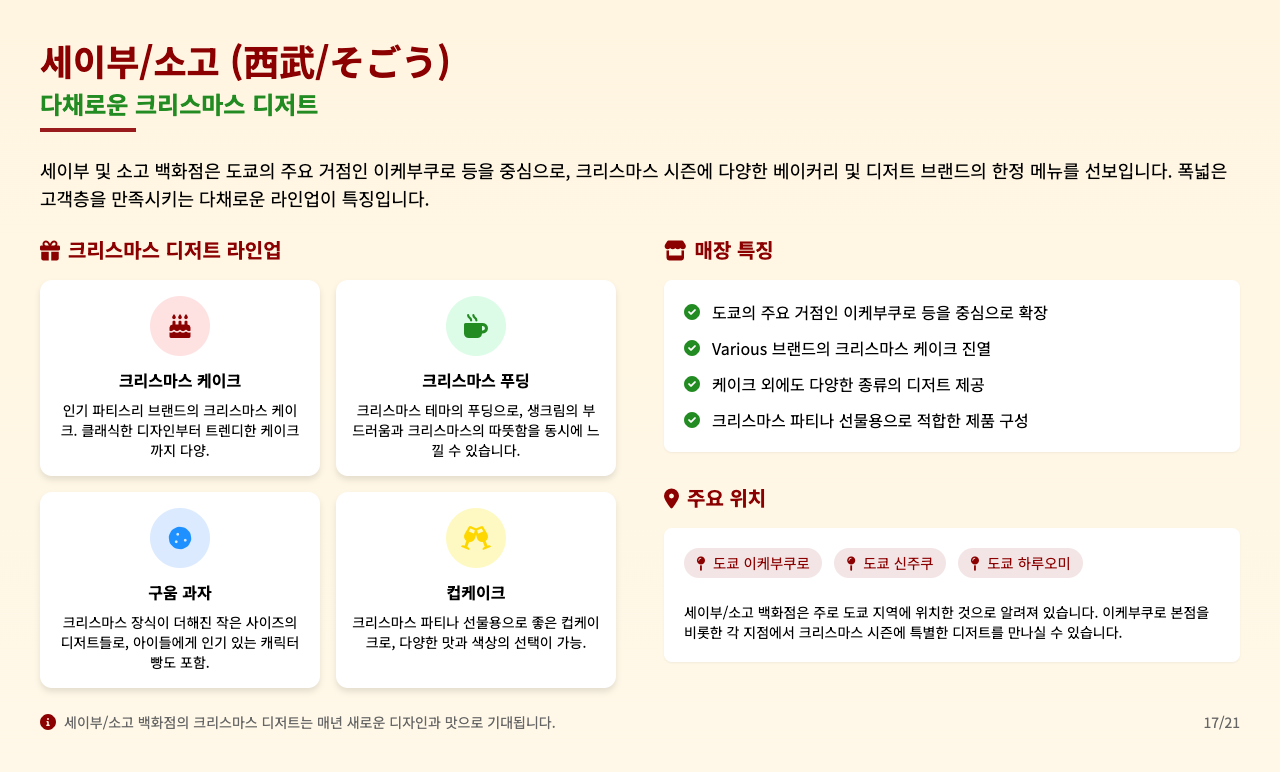 세이부/소고 (西武/そごう)
다채로운 크리스마스 디저트
세이부 및 소고 백화점은 도쿄의 주요 거점인 이케부쿠로 등을 중심으로, 크리스마스 시즌에 다양한 베이커리 및 디저트 브랜드의 한정 메뉴를 선보입니다. 폭넓은
고객층을 만족시키는 다채로운 라인업이 특징입니다.
크리스마스 디저트 라인업
크리스마스 케이크
인기 파티스리 브랜드의 크리스마스 케이
크. 클래식한 디자인부터 트렌디한 케이크
까지 다양.
크리스마스 푸딩
크리스마스 테마의 푸딩으로, 생크림의 부
드러움과 크리스마스의 따뜻함을 동시에 느
낄 수 있습니다.
구움 과자
크리스마스 장식이 더해진 작은 사이즈의
디저트들로, 아이들에게 인기 있는 캐릭터
빵도 포함.
컵케이크
크리스마스 파티나 선물용으로 좋은 컵케이
크로, 다양한 맛과 색상의 선택이 가능.
매장 특징
도쿄의 주요 거점인 이케부쿠로 등을 중심으로 확장
Various 브랜드의 크리스마스 케이크 진열
케이크 외에도 다양한 종류의 디저트 제공
크리스마스 파티나 선물용으로 적합한 제품 구성
주요 위치
도쿄 이케부쿠로
도쿄 신주쿠
도쿄 하루오미
세이부/소고 백화점은 주로 도쿄 지역에 위치한 것으로 알려져 있습니다. 이케부쿠로 본점을
비롯한 각 지점에서 크리스마스 시즌에 특별한 디저트를 만나실 수 있습니다.
세이부/소고 백화점의 크리스마스 디저트는 매년 새로운 디자인과 맛으로 기대됩니다.
17/21